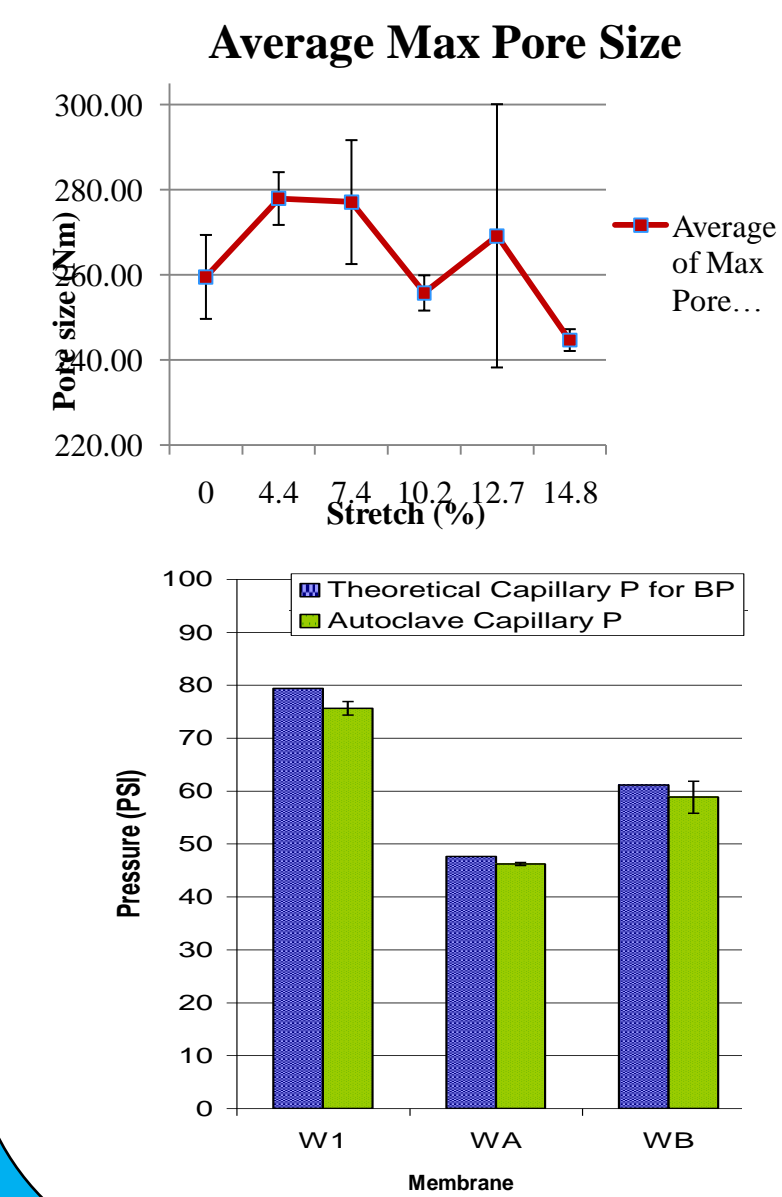 Average Max Pore Size
300.00
280.00
260.00
240.00
220.00
Pore size (Nm)
0 4.4 7.4 10.2 12.7 14.8
Stretch (%)
Average
of Max
Pore…
Theoretical Capillary P for BP
Autoclave Capillary P
100
90
80
70
60
50
40
30
20
10
0
Pressure (PSI)
W1 WA WB
Membrane